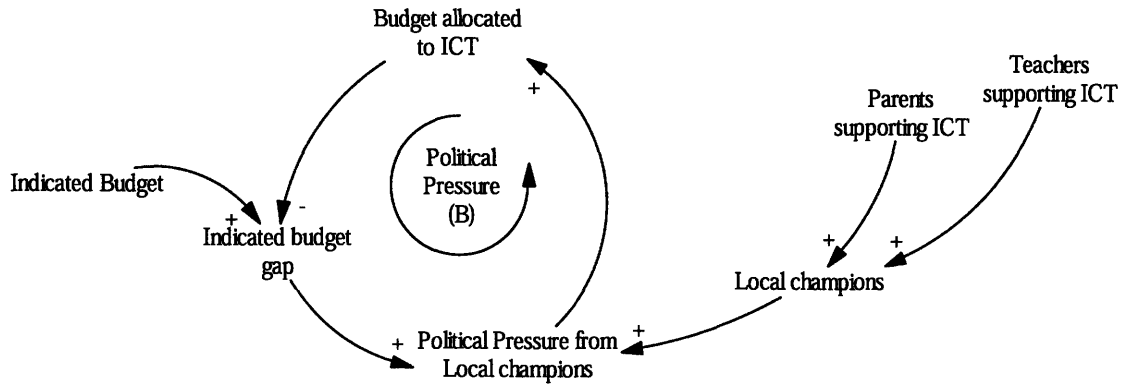 Budget allocated
to ICT
+
Teachers
supporting ICT
Parents
supporting ICT
Political
Pressure
(B)
Indicated Budget
+
-
Indicated budget
gap
+
+
Local champions
+
Political Pressure from
Local champions
+